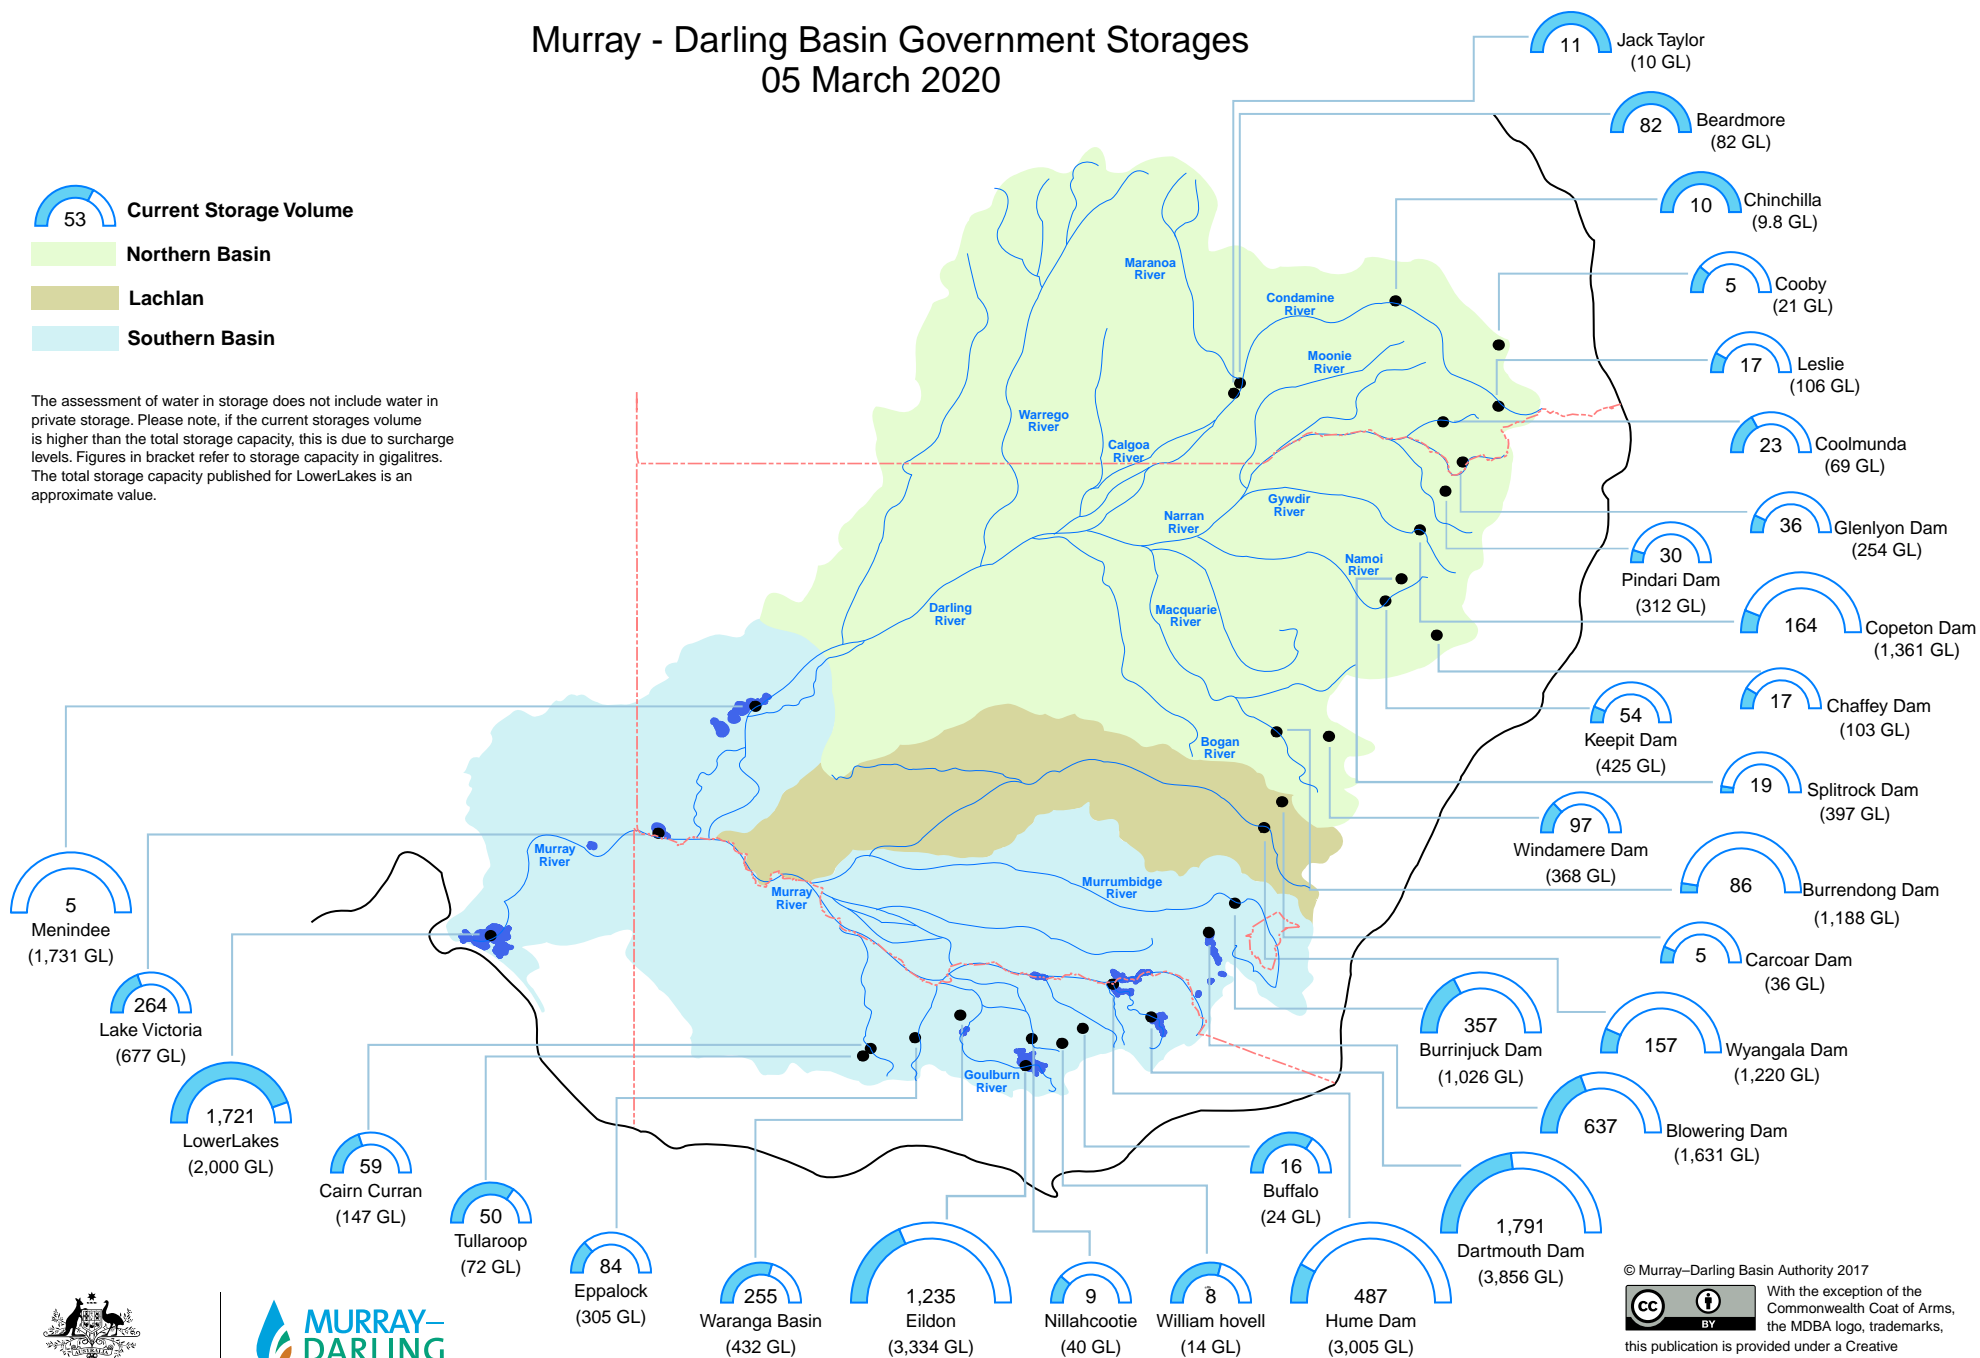 Murray - Darling Basin Government Storages
05 March 2020
53
Current Storage Volume
Northern Basin
Lachlan
Southern Basin
The assessment of water in storage does not include water in
private storage. Please note, if the current storages volume
is higher than the total storage capacity, this is due to surcharge
levels. Figures in bracket refer to storage capacity in gigalitres.
The total storage capacity published for LowerLakes is an
approximate value.
11
Jack Taylor
(10 GL)
82
Beardmore
(82 GL)
10
Chinchilla
(9.8 GL)
5
Cooby
(21 GL)
17
Leslie
(106 GL)
23
Coolmunda
(69 GL)
36
Glenlyon Dam
(254 GL)
30
Pindari Dam
(312 GL)
164
Copeton Dam
(1,361 GL)
17
Chaffey Dam
(103 GL)
54
Keepit Dam
(425 GL)
19
Splitrock Dam
(397 GL)
97
Windamere Dam
(368 GL)
86
Burrendong Dam
(1,188 GL)
5
Carcoar Dam
(36 GL)
357
Burrinjuck Dam
(1,026 GL)
157
Wyangala Dam
(1,220 GL)
637
Blowering Dam
(1,631 GL)
1,791
Dartmouth Dam
(3,856 GL)
16
Buffalo
(24 GL)
487
Hume Dam
(3,005 GL)
8
William hovell
(14 GL)
9
Nillahcootie
(40 GL)
1,235
Eildon
(3,334 GL)
255
Waranga Basin
(432 GL)
84
Eppalock
(305 GL)
50
Tullaroop
(72 GL)
59
Cairn Curran
(147 GL)
1,721
LowerLakes
(2,000 GL)
264
Lake Victoria
(677 GL)
5
Menindee
(1,731 GL)
Maranoa
River
Condamine
River
Moonie
River
Warrego
River
Calgoa
River
Gywdir
River
Narran
River
Namoi
River
Darling
River
Macquarie
River
Bogan
River
Murray
River
Murray
River
Murrumbidge
River
Goulburn
River
AUSTRALIA
MURRAY–
DARLING
© Murray–Darling Basin Authority 2017
cc
BY
With the exception of the
Commonwealth Coat of Arms,
the MDBA logo, trademarks,
this publication is provided under a Creative